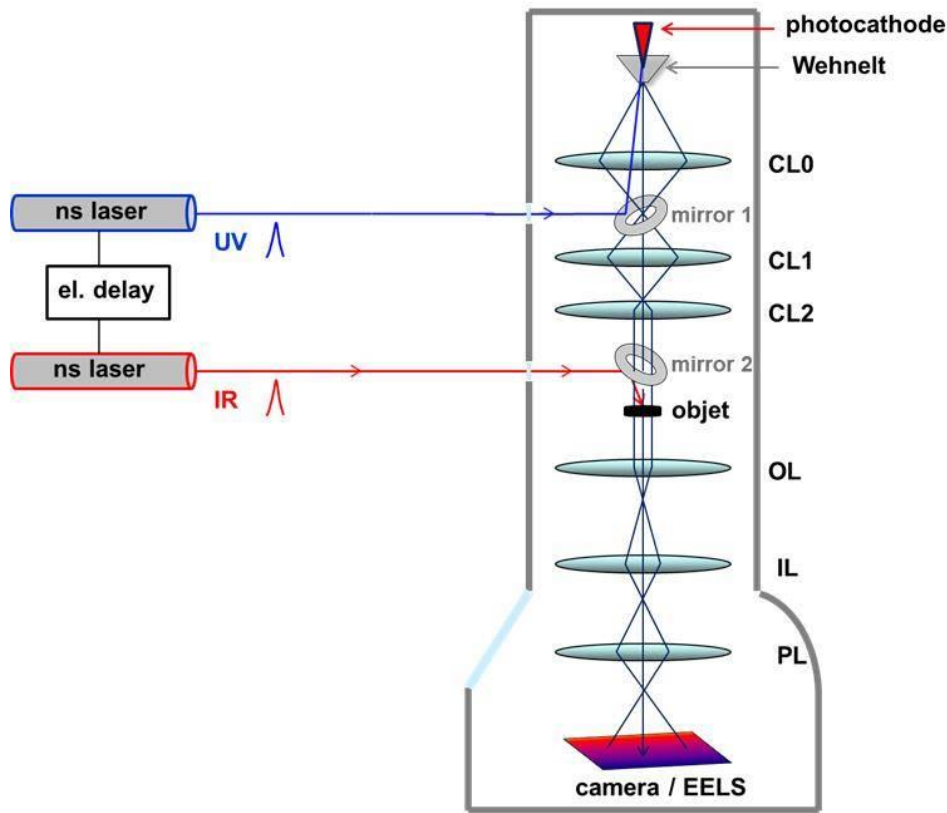 photocathode
Wehnelt
CL0
ns laser
mirror 1
UV
CL1
el. delay
CL2
ns laser
mirror 2
IR
objet
OL
IL
PL
camera / EELS